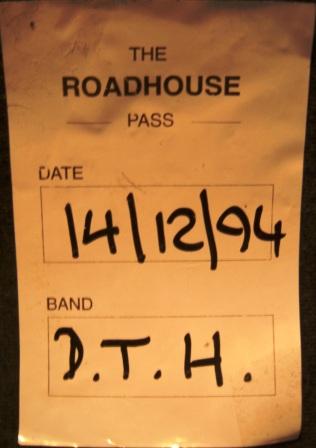 THE
ROADHOUSE
PASS
DATE
14/12/94
BAND
D.T.H.